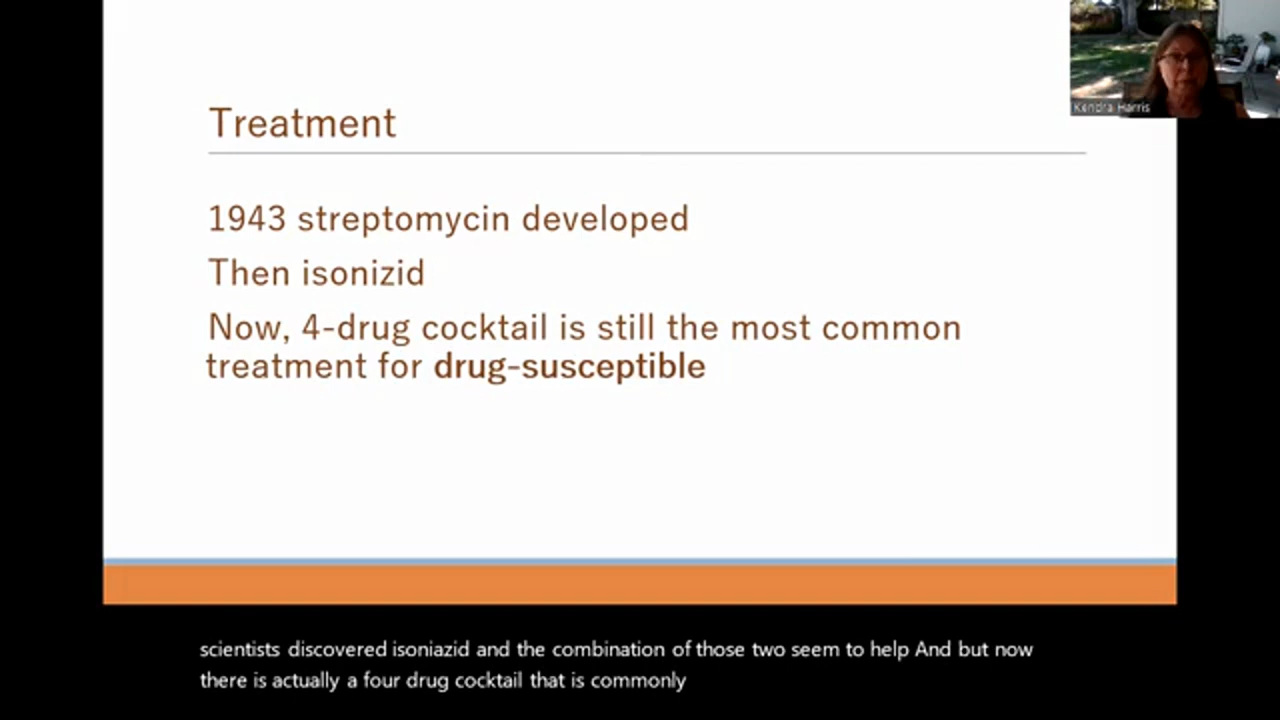 Kendra Harris
Treatment
1943 streptomycin developed
Then isonizid
Now, 4-drug cocktail is still the most common
treatment for drug-susceptible
scientists discovered isoniazid and the combination of those two seem to help And but now
there is actually a four drug cocktail that is commonly